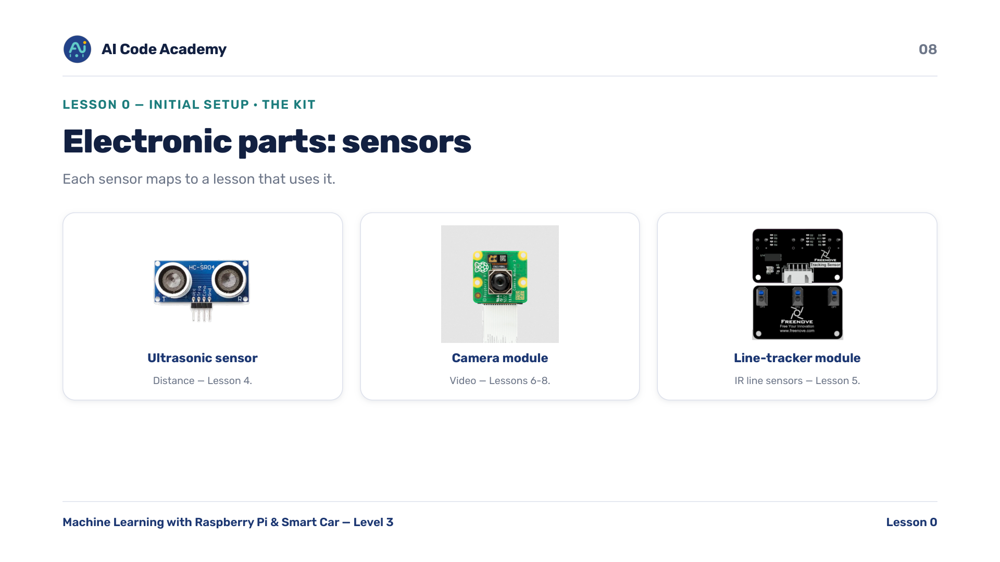 AI Code Academy
08
LESSON 0 — INITIAL SETUP · THE KIT
Electronic parts: sensors
Each sensor maps to a lesson that uses it.
HC-SR04
Vcc
Trig
Echo
Gnd
T
R
Ultrasonic sensor
Distance — Lesson 4.
Raspberry Pi
Camera Module 3
Camera module
Video — Lessons 6-8.
FREENOVE
Tracking Sensor
FREENOVE
Free Your Innovation
www.freenove.com
Line-tracker module
IR line sensors — Lesson 5.
Machine Learning with Raspberry Pi & Smart Car — Level 3
Lesson 0